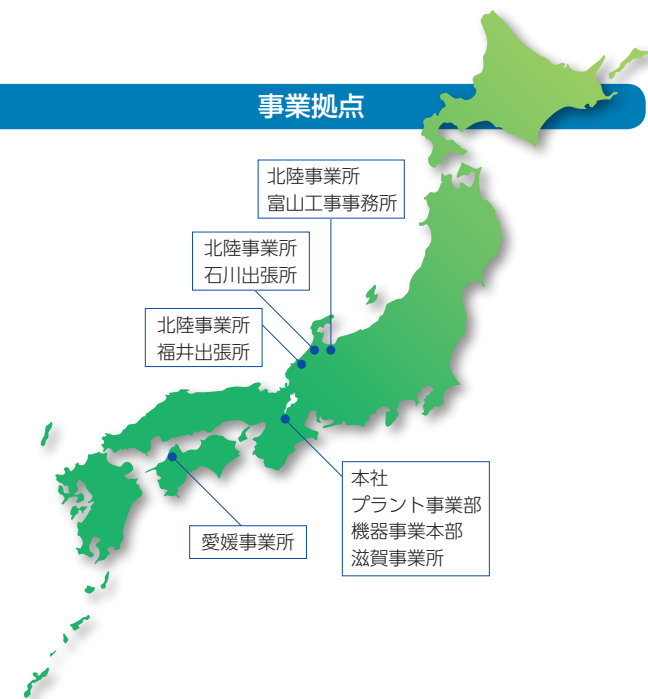 事業拠点
北陸事業所
富山工事事務所
北陸事業所
石川出張所
北陸事業所
福井出張所
本社
プラント事業部
機器事業本部
滋賀事業所
愛媛事業所